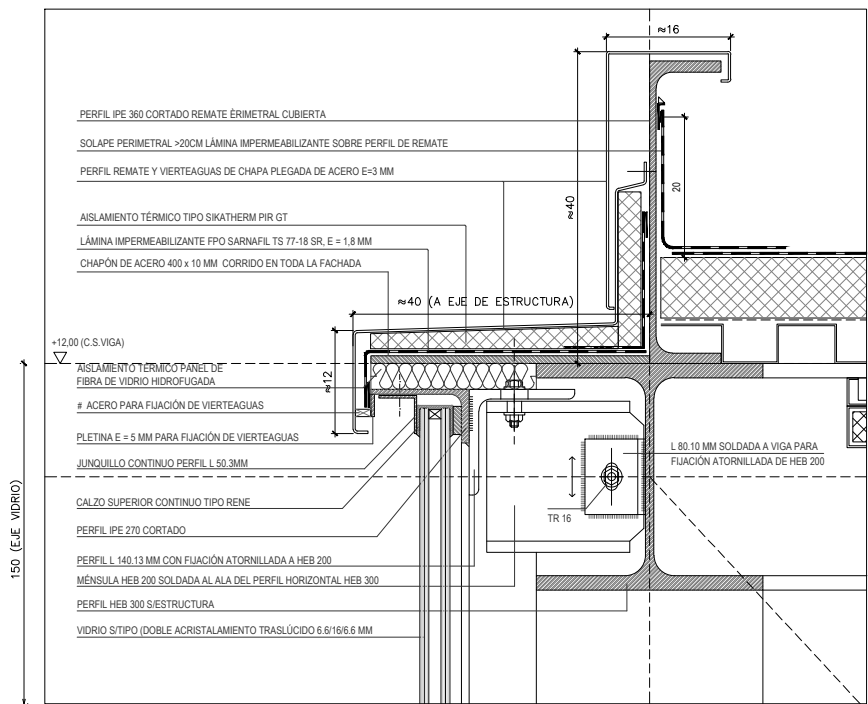 ≈16
PERFIL IPE 360 CORTADO REMATE ÈRIMETRAL CUBIERTA
SOLAPE PERIMETRAL >20CM LÁMINA IMPERMEABILIZANTE SOBRE PERFIL DE REMATE
PERFIL REMATE Y VIERTEAGUAS DE CHAPA PLEGADA DE ACERO E=3 MM
20
≈40
AISLAMIENTO TÉRMICO TIPO SIKATHERM PIR GT
LÁMINA IMPERMEABILIZANTE FPO SARNAFIL TS 77-18 SR, E = 1,8 MM
CHAPÓN DE ACERO 400 x 10 MM CORRIDO EN TODA LA FACHADA
≈40 (A EJE DE ESTRUCTURA)
+12,00 (C.S.VIGA)
≈12
AISLAMIENTO TÉRMICO PANEL DE
FIBRA DE VIDRIO HIDROFUGADA
# ACERO PARA FIJACIÓN DE VIERTEAGUAS
PLETINA E = 5 MM PARA FIJACIÓN DE VIERTEAGUAS
JUNQUILLO CONTINUO PERFIL L 50.3MM
L 80.10 MM SOLDADA A VIGA PARA
FIJACIÓN ATORNILLADA DE HEB 200
CALZO SUPERIOR CONTINUO TIPO RENE
TR 16
PERFIL IPE 270 CORTADO
150 (EJE VIDRIO)
PERFIL L 140.13 MM CON FIJACIÓN ATORNILLADA A HEB 200
MÉNSULA HEB 200 SOLDADA AL ALA DEL PERFIL HORIZONTAL HEB 300
PERFIL HEB 300 S/ESTRUCTURA
VIDRIO S/TIPO (DOBLE ACRISTALAMIENTO TRASLÚCIDO 6.6/16/6.6 MM